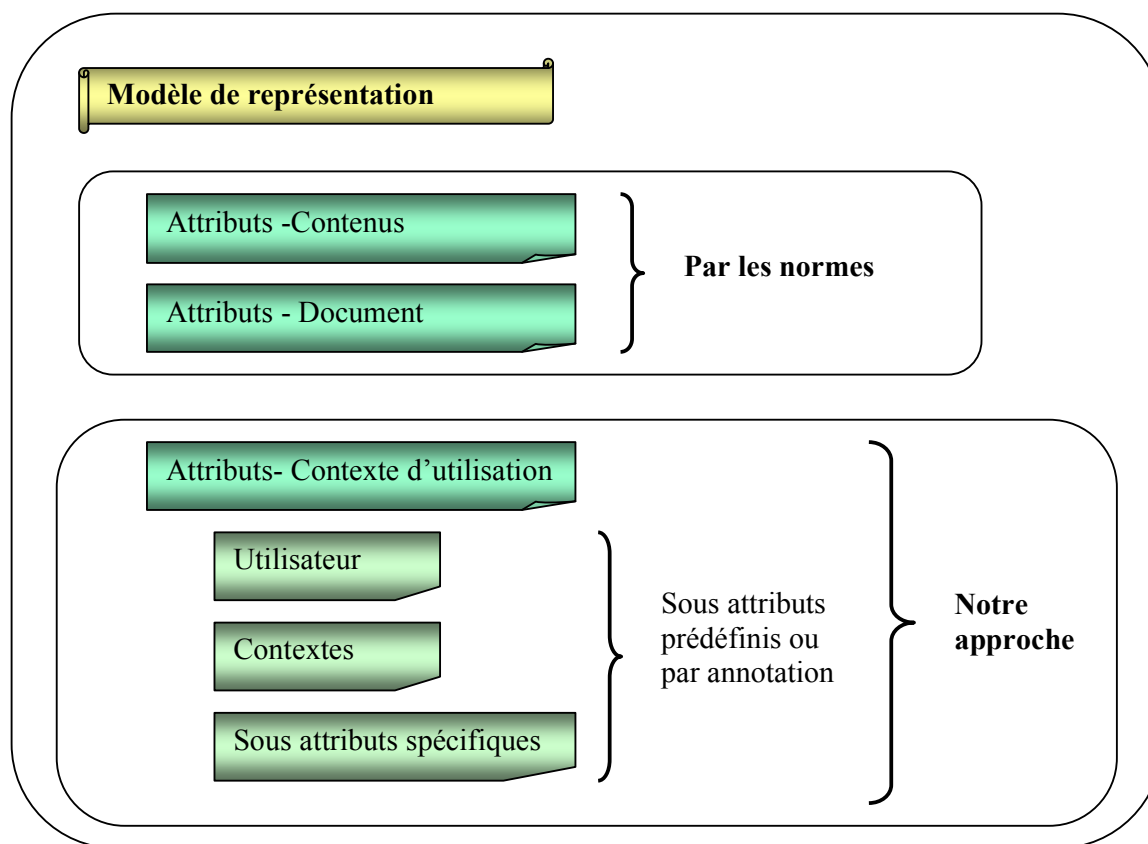 Modèle de représentation
Attributs -Contenus
Par les normes
Attributs - Document
Attributs- Contexte d’utilisation
Utilisateur
Contextes
Sous attributs spécifiques
Sous attributs
prédéfinis ou
par annotation
Notre
approche